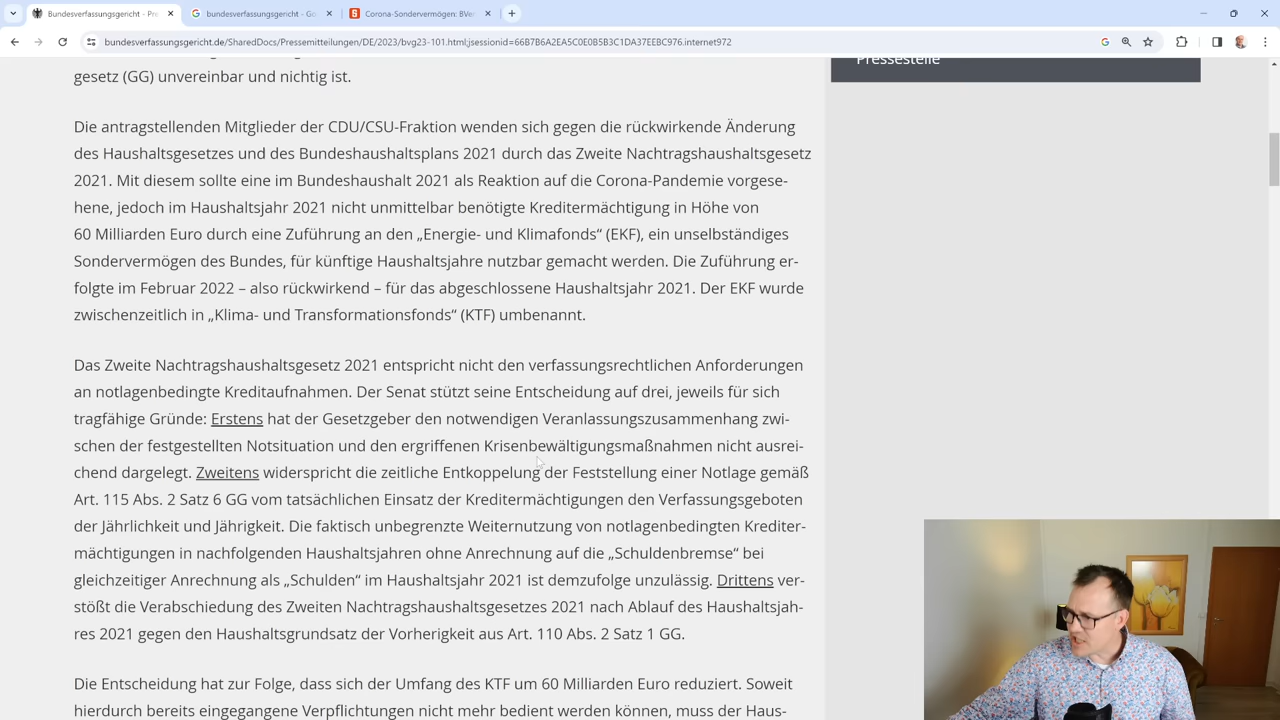 Bundesverfassungsgericht - Pre
bundesverfassungsgericht - Go
Corona-Sondervermögen: BVer
bundesverfassungsgericht.de/SharedDocs/Pressemitteilungen/DE/2023/bvg23-101.html;jsessionid=66B7B6A2EA5C0E0B5B3C1DA37EEBC976.internet972
gesetz (GG) unvereinbar und nichtig ist.
Pressestelle
Die antragstellenden Mitglieder der CDU/CSU-Fraktion wenden sich gegen die rückwirkende Änderung
des Haushaltsgesetzes und des Bundeshaushaltsplans 2021 durch das Zweite Nachtragshaushaltsgesetz
2021. Mit diesem sollte eine im Bundeshaushalt 2021 als Reaktion auf die Corona-Pandemie vorgese-
hene, jedoch im Haushaltsjahr 2021 nicht unmittelbar benötigte Kreditermächtigung in Höhe von
60 Milliarden Euro durch eine Zuführung an den „Energie- und Klimafonds“ (EKF), ein unselbständiges
Sondervermögen des Bundes, für künftige Haushaltsjahre nutzbar gemacht werden. Die Zuführung er-
folgte im Februar 2022 – also rückwirkend – für das abgeschlossene Haushaltsjahr 2021. Der EKF wurde
zwischenzeitlich in „Klima- und Transformationsfonds“ (KTF) umbenannt.
Das Zweite Nachtragshaushaltsgesetz 2021 entspricht nicht den verfassungsrechtlichen Anforderungen
an notlagenbedingte Kreditaufnahmen. Der Senat stützt seine Entscheidung auf drei, jeweils für sich
tragfähige Gründe: Erstens hat der Gesetzgeber den notwendigen Veranlassungszusammenhang zwi-
schen der festgestellten Notsituation und den ergriffenen Krisenbewältigungsmaßnahmen nicht ausrei-
chend dargelegt. Zweitens widerspricht die zeitliche Entkoppelung der Feststellung einer Notlage gemäß
Art. 115 Abs. 2 Satz 6 GG vom tatsächlichen Einsatz der Kreditermächtigungen den Verfassungsgeboten
der Jährlichkeit und Jährigkeit. Die faktisch unbegrenzte Weiternutzung von notlagenbedingten Krediter-
mächtigungen in nachfolgenden Haushaltsjahren ohne Anrechnung auf die „Schuldenbremse“ bei
gleichzeitiger Anrechnung als „Schulden“ im Haushaltsjahr 2021 ist demzufolge unzulässig. Drittens ver-
stößt die Verabschiedung des Zweiten Nachtragshaushaltsgesetzes 2021 nach Ablauf des Haushaltsjah-
res 2021 gegen den Haushaltsgrundsatz der Vorherigkeit aus Art. 110 Abs. 2 Satz 1 GG.
Die Entscheidung hat zur Folge, dass sich der Umfang des KTF um 60 Milliarden Euro reduziert. Soweit
hierdurch bereits eingegangene Verpflichtungen nicht mehr bedient werden können, muss der Haus-